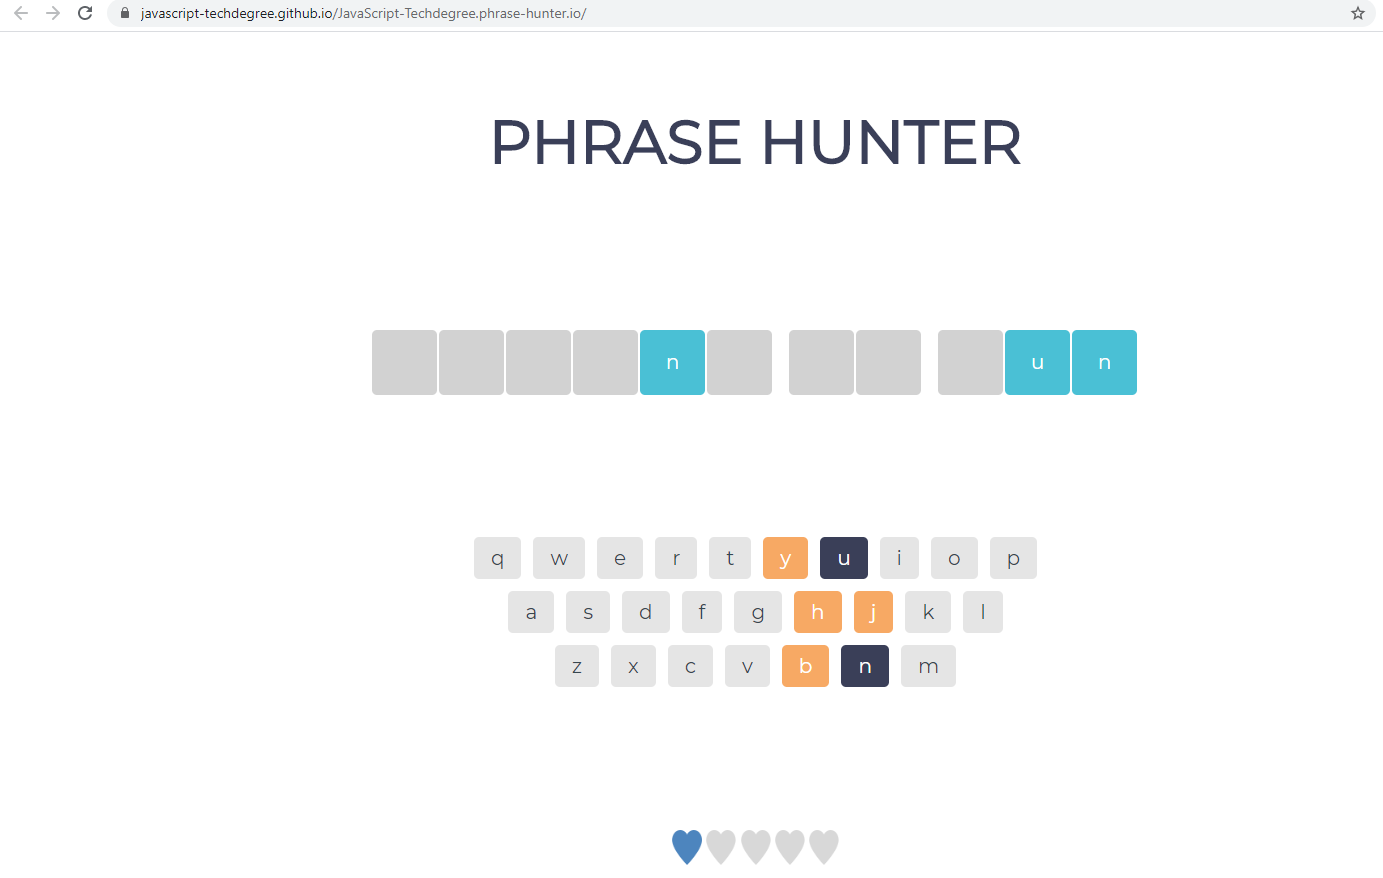 javascript-techdegree.github.io/JavaScript-Techdegree.phrase-hunter.io/
PHRASE HUNTER
n u n
q w e r t y u i o p
a s d f g h j k l
z x c v b n m